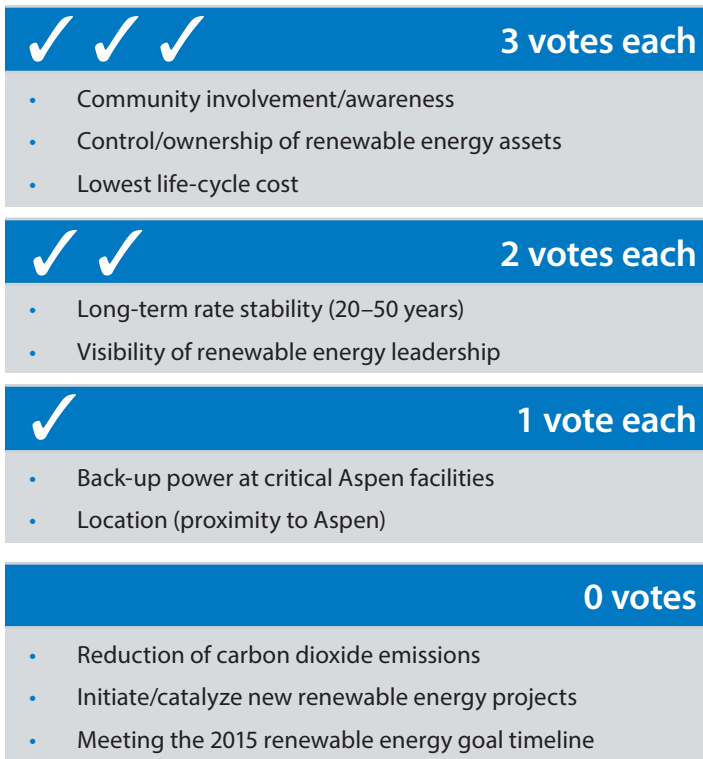 ✓ ✓ ✓ 3 votes each
• Community involvement/awareness
• Control/ownership of renewable energy assets
• Lowest life-cycle cost
✓ ✓ 2 votes each
• Long-term rate stability (20–50 years)
• Visibility of renewable energy leadership
✓ 1 vote each
• Back-up power at critical Aspen facilities
• Location (proximity to Aspen)
0 votes
• Reduction of carbon dioxide emissions
• Initiate/catalyze new renewable energy projects
• Meeting the 2015 renewable energy goal timeline